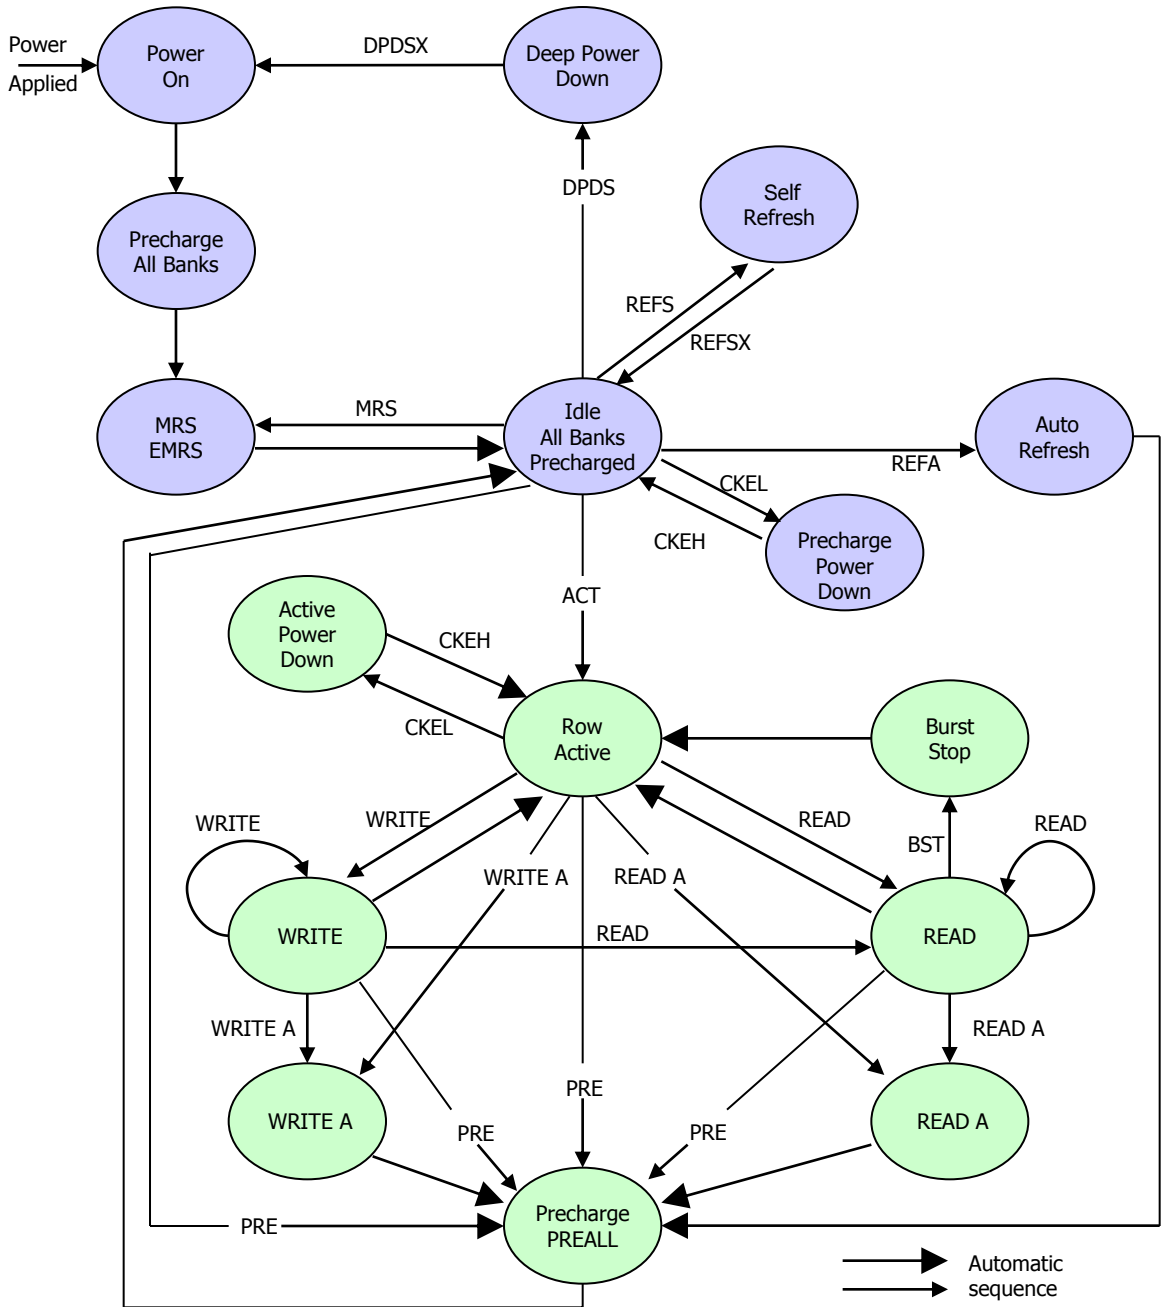 Power
Applied
Power
On
DPDSX
Deep Power
Down
DPDS
Self
Refresh
Precharge
All Banks
REFS
REFSX
MRS
EMRS
MRS
Idle
All Banks
Precharged
Auto
Refresh
REFA
CKEL
CKEH
Precharge
Power
Down
ACT
Active
Power
Down
CKEH
CKEL
Row
Active
Burst
Stop
WRITE
WRITE
READ
BST
READ
WRITE A
READ A
WRITE
READ
READ
WRITE A
READ A
PRE
WRITE A
PRE
PRE
READ A
PRE
Precharge
PREALL
Automatic
sequence